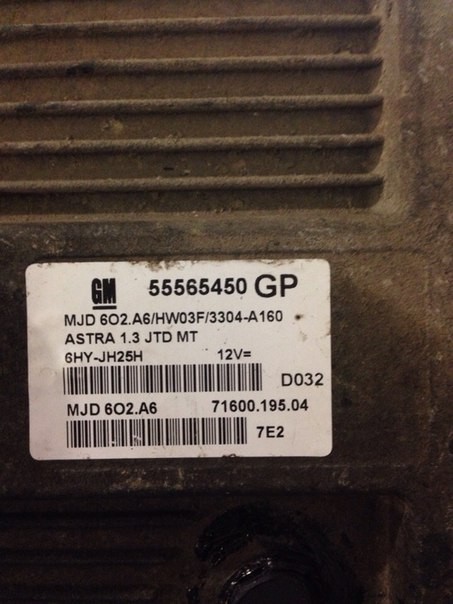 GM 55565450 GP
MJD 6O2.A6/HW03F/3304-A160
ASTRA 1.3 JTD MT
6HY-JH25H 12V=
D032
MJD 6O2.A6 71600.195.04
7E2